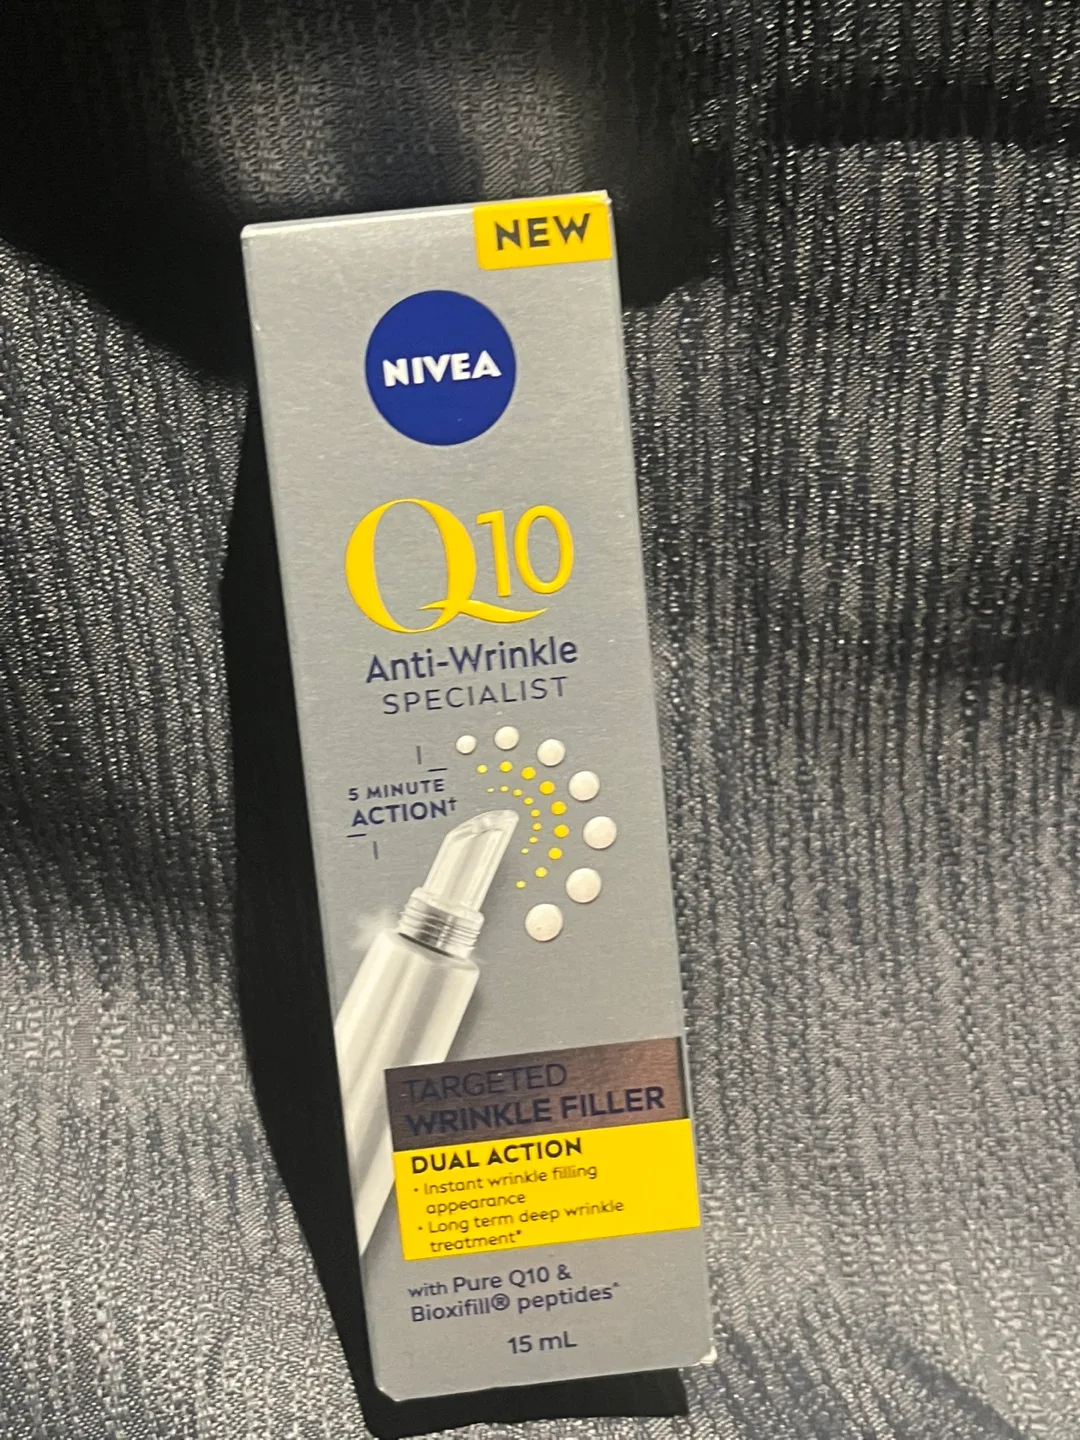 NEW
NIVEA
Q10
Anti-Wrinkle
SPECIALIST
5 MINUTE
ACTION†
TARGETED
WRINKLE FILLER
DUAL ACTION
• Instant wrinkle filling
appearance
• Long term deep wrinkle
treatment*
with Pure Q10 &
Bioxifill® peptides^
15 mL